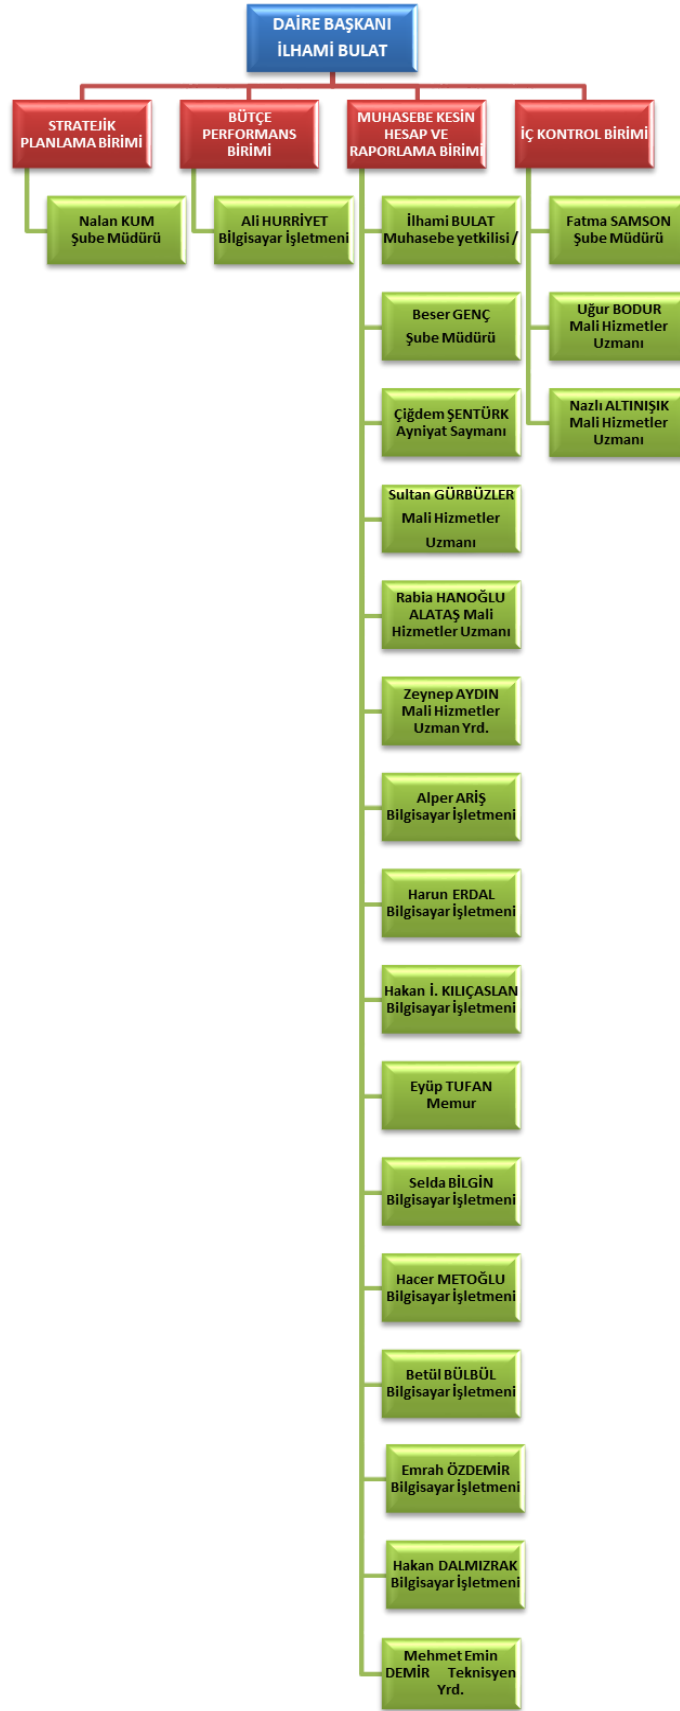 DAİRE BAŞKANI
İLHAMİ BULAT
STRATEJİK
PLANLAMA BİRİMİ
BÜTÇE
PERFORMANS
BİRİMİ
MUHASEBE KESİN
HESAP VE
RAPORLAMA BİRİMİ
İÇ KONTROL BİRİMİ
Nalan KUM
Şube Müdürü
Ali HURRİYET
Bİlgisayar İşletmeni
İlhami BULAT
Muhasebe yetkilisi /
Beser GENÇ
Şube Müdürü
Çiğdem ŞENTÜRK
Ayniyat Saymanı
Sultan GÜRBÜZLER
Mali Hizmetler
Uzmanı
Rabia HANOĞLU
ALATAŞ Mali
Hizmetler Uzmanı
Zeynep AYDIN
Mali Hizmetler
Uzman Yrd.
Alper ARİŞ
Bilgisayar İşletmeni
Harun ERDAL
Bilgisayar İşletmeni
Hakan İ. KILIÇASLAN
Bilgisayar İşletmeni
Eyüp TUFAN
Memur
Selda BİLGİN
Bilgisayar İşletmeni
Hacer METOĞLU
Bilgisayar İşletmeni
Betül BÜLBÜL
Bilgisayar İşletmeni
Emrah ÖZDEMİR
Bilgisayar İşletmeni
Hakan DALMIZRAK
Bilgisayar İşletmeni
Mehmet Emin
DEMİR Teknisyen
Yrd.
Fatma SAMSON
Şube Müdürü
Uğur BODUR
Mali Hizmetler
Uzmanı
Nazlı ALTINIŞIK
Mali Hizmetler
Uzmanı